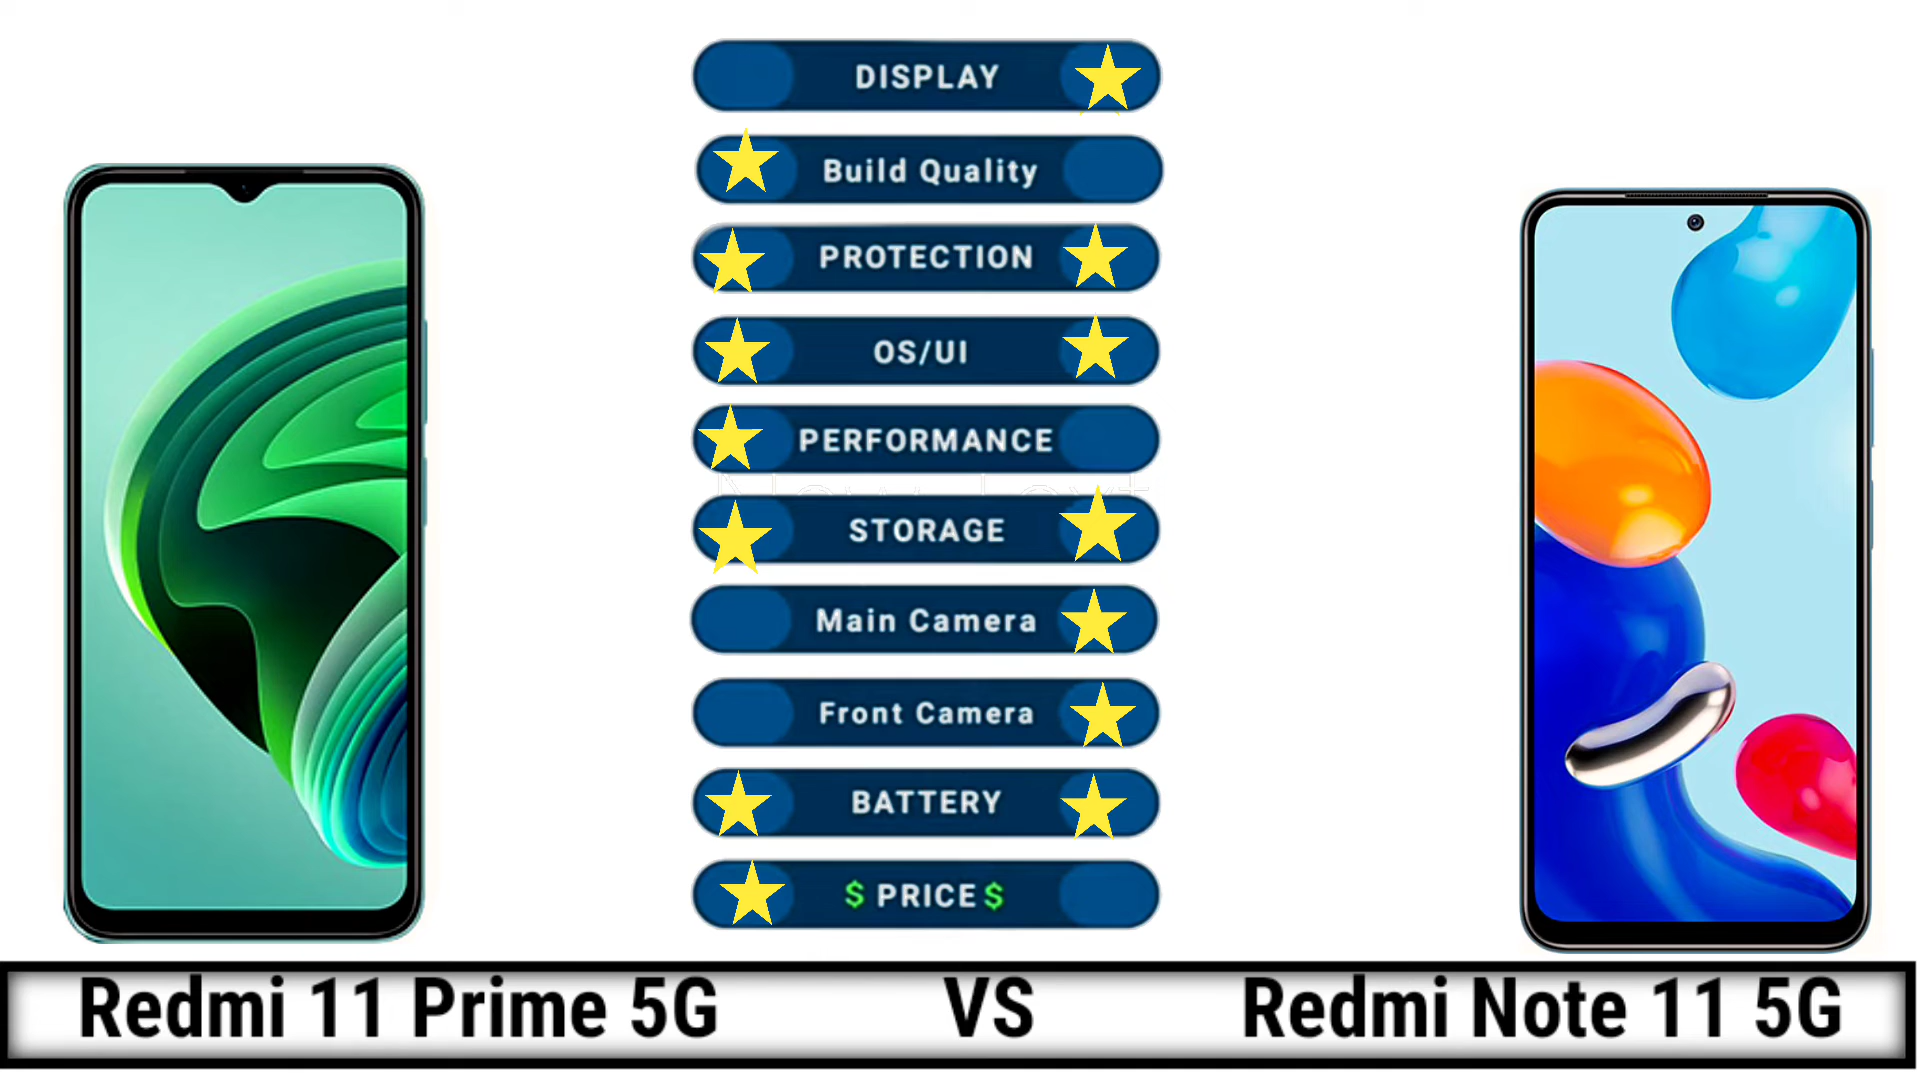 DISPLAY
Build Quality
PROTECTION
OS/UI
PERFORMANCE
STORAGE
Main Camera
Front Camera
BATTERY
$ PRICE $
Redmi 11 Prime 5G VS Redmi Note 11 5G